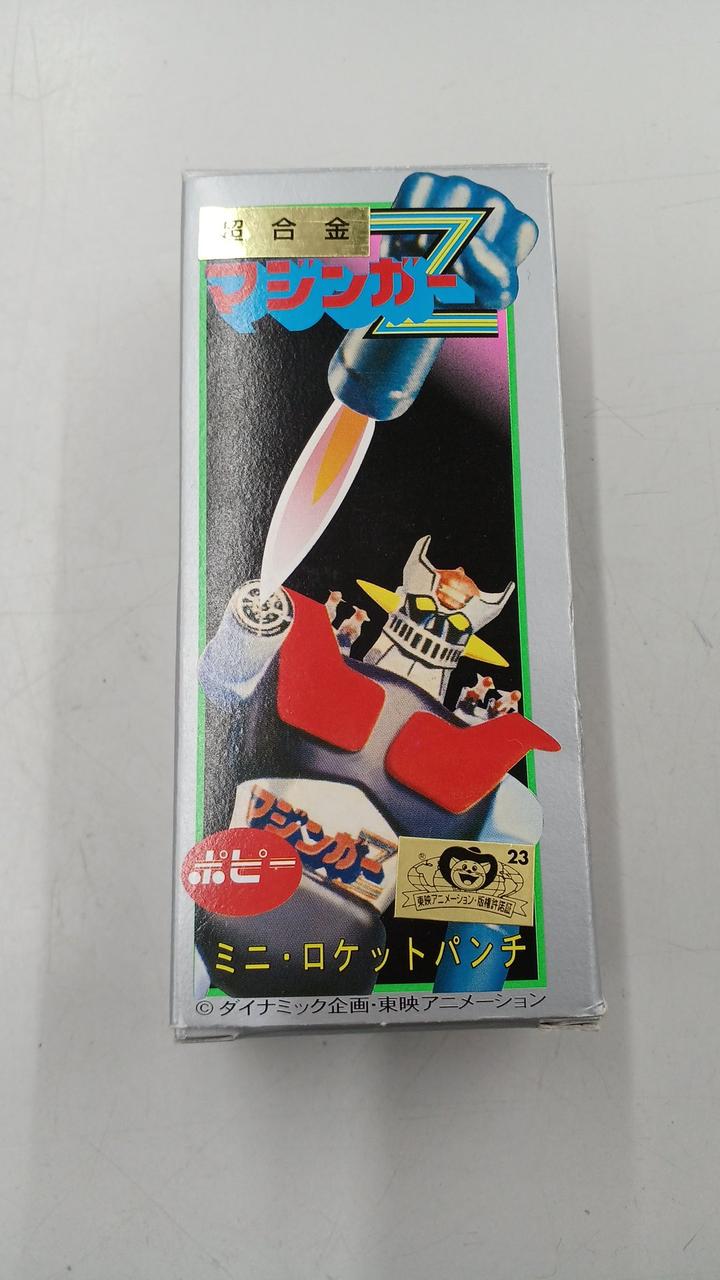 超合金
マジンガーZ
マジンガーZ
ポピー
23
東映アニメーション・版権許諾証
ミニ・ロケットパンチ
© ダイナミック企画・東映アニメーション